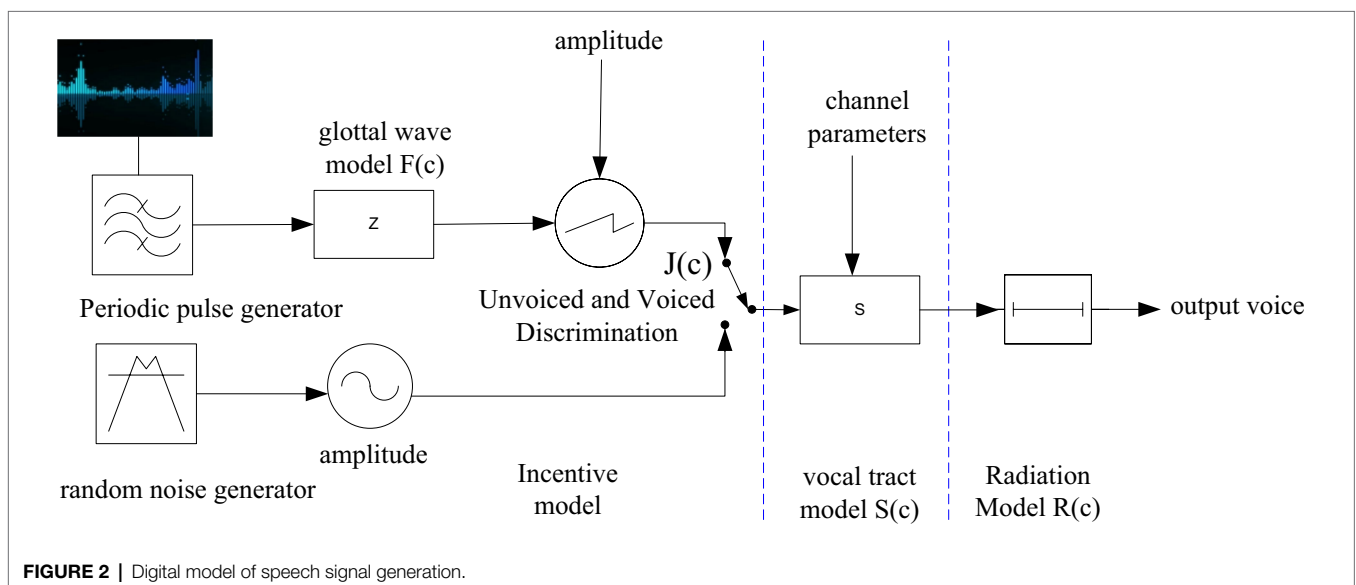 amplitude
glottal wave
model F(c)
channel
parameters
Z
J(c)
Periodic pulse generator
Unvoiced and Voiced
Discrimination
S
output voice
amplitude
random noise generator
Incentive
model
vocal tract
model S(c)
Radiation
Model R(c)
FIGURE 2 | Digital model of speech signal generation.